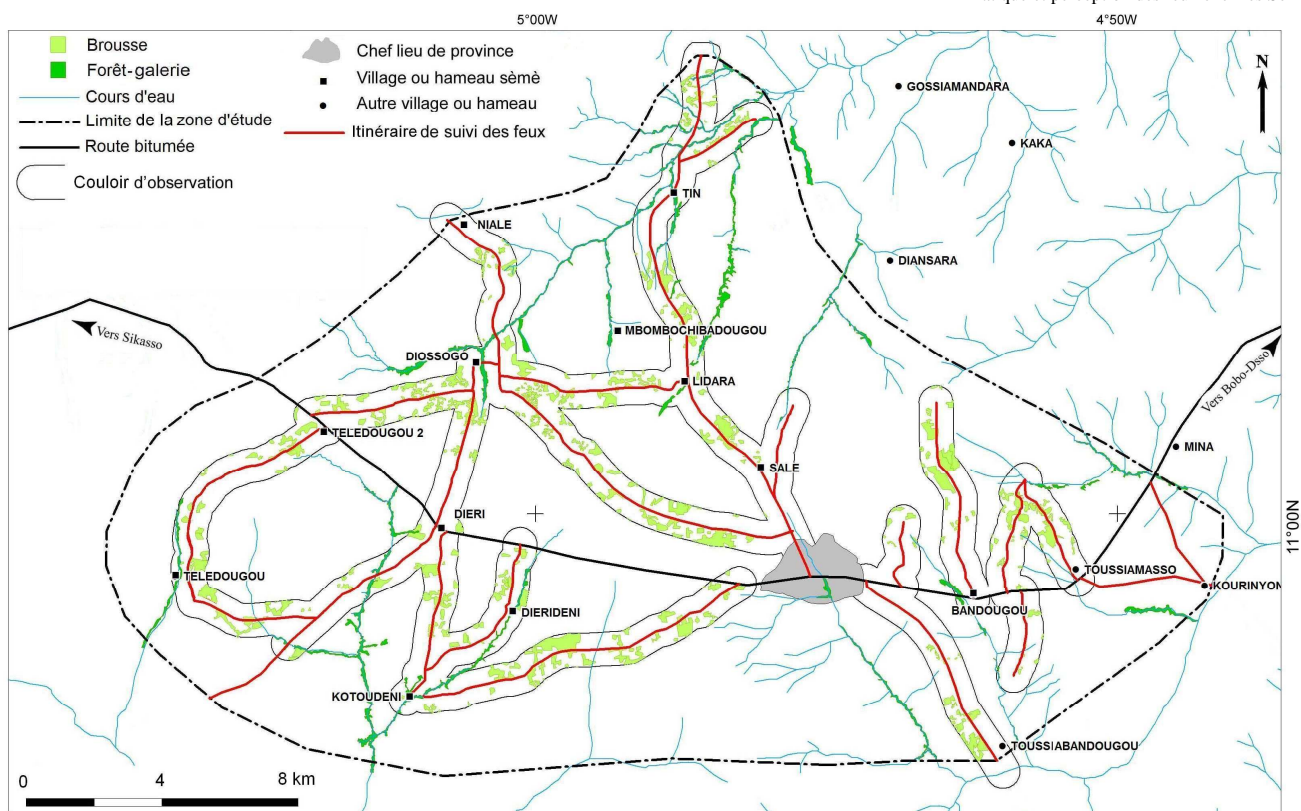 5°00W
4°50W
Brousse
Forêt-galerie
Cours d'eau
Limite de la zone d'étude
Route bitumée
Couloir d'observation
Chef lieu de province
Village ou hameau sèmè
Autre village ou hameau
Itinéraire de suivi des feux
N
GOSSIAMANDARA
KAKA
TIN
NIALE
DIANSARA
MBOMBOCHIBADOUGOU
Vers Sikasso
Vers Bobo-Dsso
DIOSSOGO
LIDARA
TELEDOUGOU 2
MINA
SALE
DIERI
11°00N
TELEDOUGOU
TOUSSIAMASSO
KOURINYON
BANDOUGOU
DIERIDENI
KOTOUDENI
TOUSSIABANDOUGOU
0 4 8 km